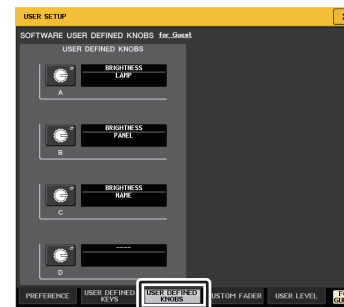 USER SETUP
SOFTWARE USER DEFINED KNOBS for Guest
USER DEFINED KNOBS
BRIGHTNESS
LAMP
A
BRIGHTNESS
PANEL
B
BRIGHTNESS
NAME
C
----
D
PREFERENCE
USER DEFINED
KEYS
USER DEFINED
KNOBS
USTOM FADER
USER LEVEL